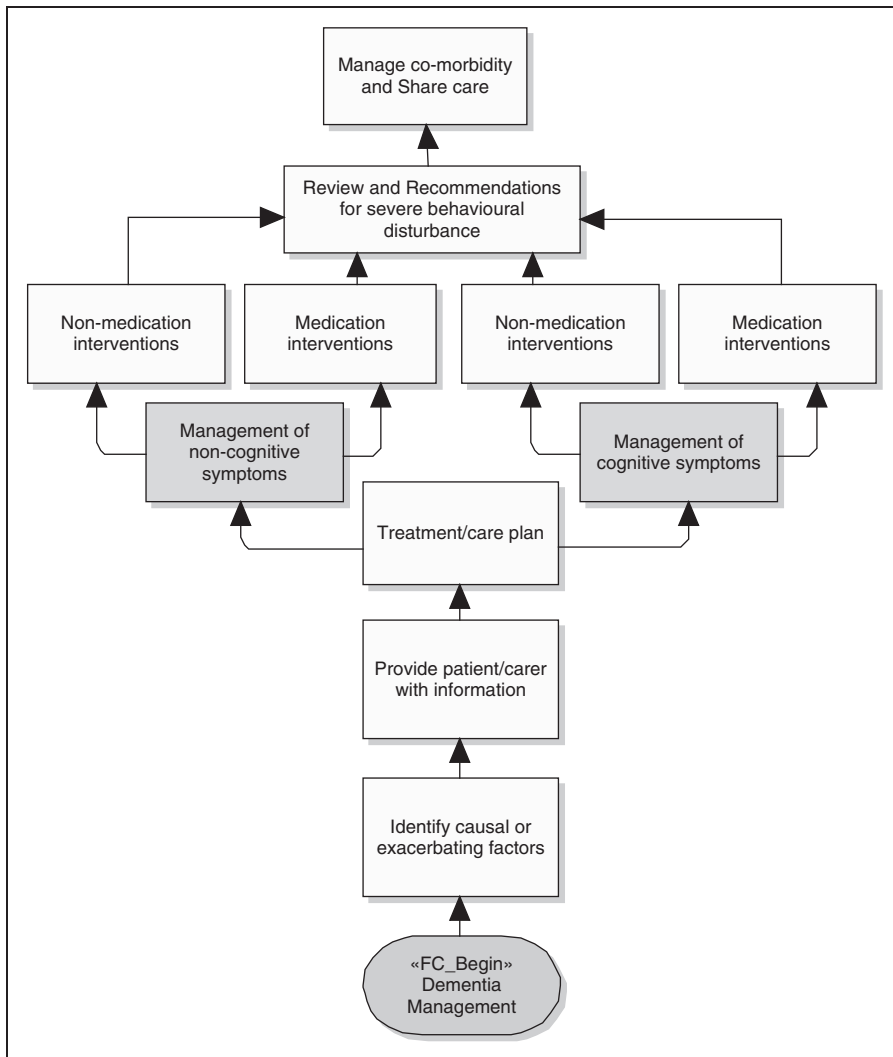 Manage co-morbidity
and Share care
Review and Recommendations
for severe behavioural
disturbance
Non-medication
interventions
Medication
interventions
Non-medication
interventions
Medication
interventions
Management of
non-cognitive
symptoms
Management of
cognitive symptoms
Treatment/care plan
Provide patient/carer
with information
Identify causal or
exacerbating factors
«FC_Begin»
Dementia
Management